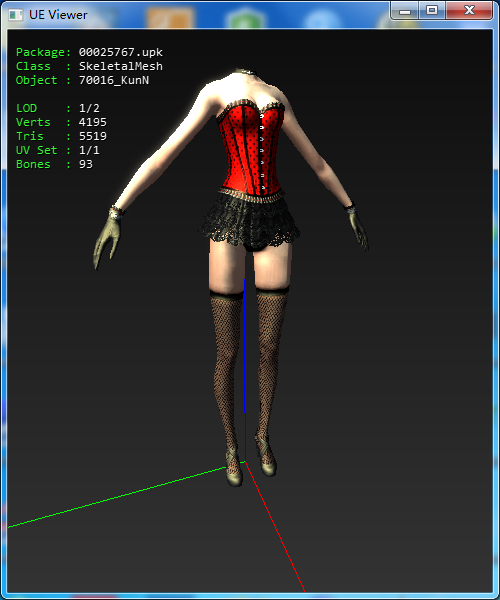 UE Viewer
Package: 00025767.upk
Class  : SkeletalMesh
Object : 70016_KunN
LOD    : 1/2
Verts  : 4195
Tris   : 5519
UV Set : 1/1
Bones  : 93